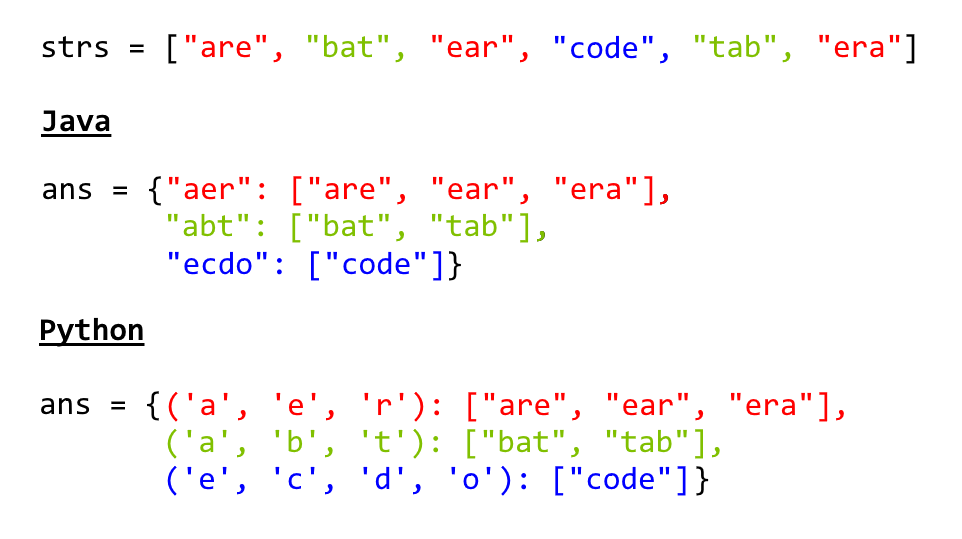 strs = ["are", "bat", "ear", "code", "tab", "era"]
Java
ans = {"aer": ["are", "ear", "era"],
"abt": ["bat", "tab"],
"ecdo": ["code"]}
Python
ans = {('a', 'e', 'r'): ["are", "ear", "era"],
('a', 'b', 't'): ["bat", "tab"],
('e', 'c', 'd', 'o'): ["code"]}